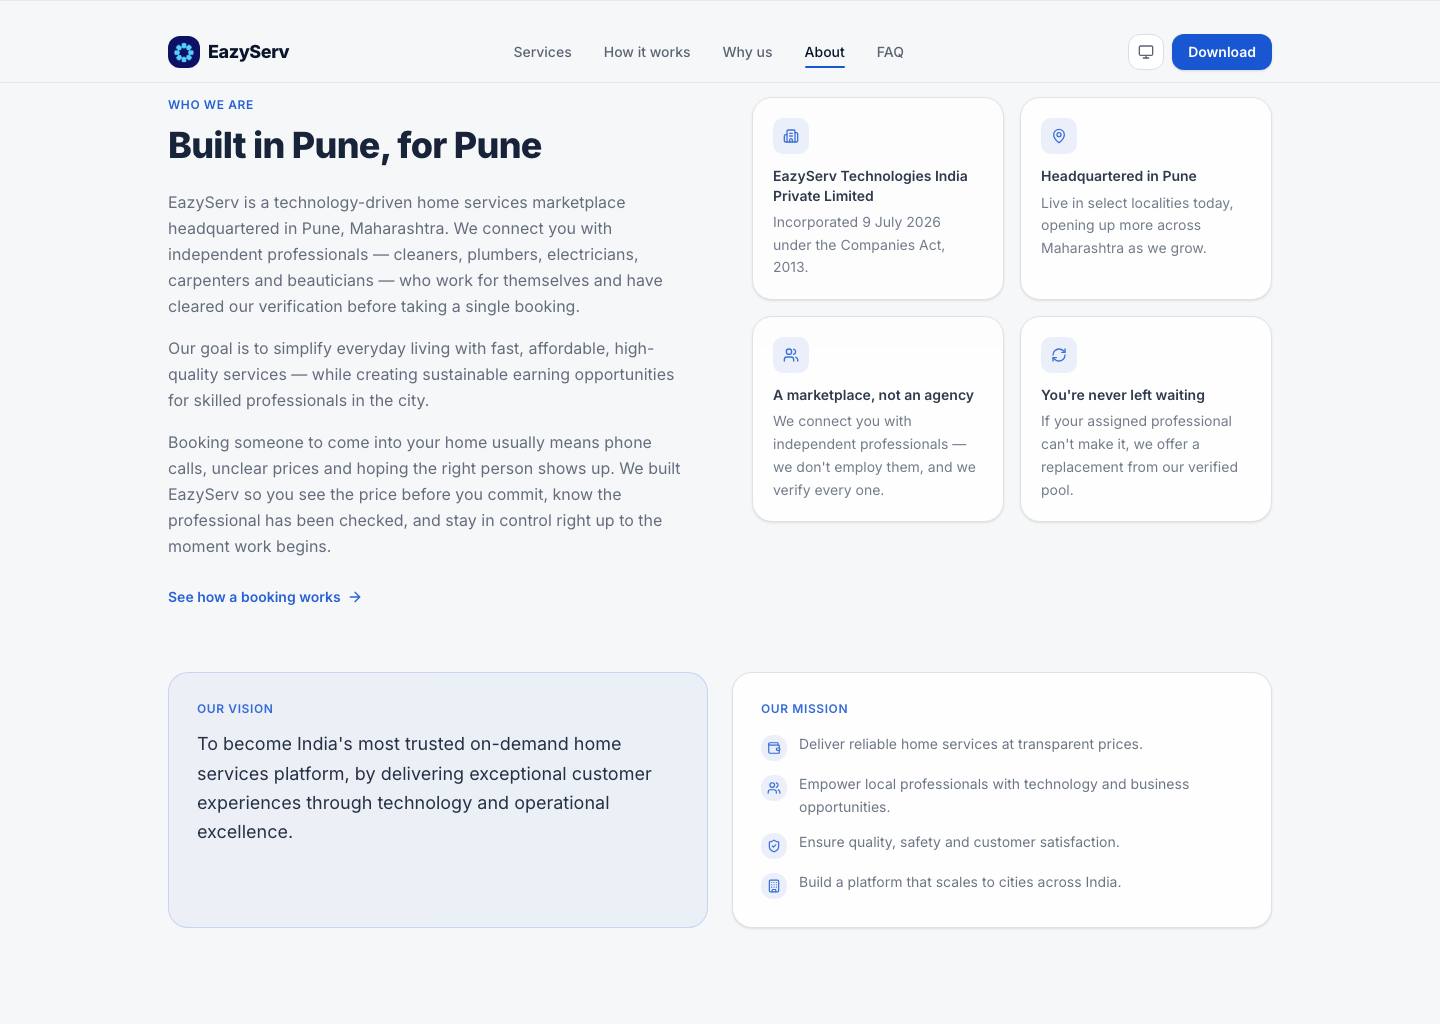 EazyServ
Services
How it works
Why us
About
FAQ
Download
WHO WE ARE
Built in Pune, for Pune
EazyServ is a technology-driven home services marketplace
headquartered in Pune, Maharashtra. We connect you with
independent professionals — cleaners, plumbers, electricians,
carpenters and beauticians — who work for themselves and have
cleared our verification before taking a single booking.
Our goal is to simplify everyday living with fast, affordable, high-
quality services — while creating sustainable earning opportunities
for skilled professionals in the city.
Booking someone to come into your home usually means phone
calls, unclear prices and hoping the right person shows up. We built
EazyServ so you see the price before you commit, know the
professional has been checked, and stay in control right up to the
moment work begins.
See how a booking works
EazyServ Technologies India
Private Limited
Incorporated 9 July 2026
under the Companies Act,
2013.
Headquartered in Pune
Live in select localities today,
opening up more across
Maharashtra as we grow.
A marketplace, not an agency
We connect you with
independent professionals —
we don't employ them, and we
verify every one.
You're never left waiting
If your assigned professional
can't make it, we offer a
replacement from our verified
pool.
OUR VISION
To become India's most trusted on-demand home
services platform, by delivering exceptional customer
experiences through technology and operational
excellence.
OUR MISSION
Deliver reliable home services at transparent prices.
Empower local professionals with technology and business
opportunities.
Ensure quality, safety and customer satisfaction.
Build a platform that scales to cities across India.